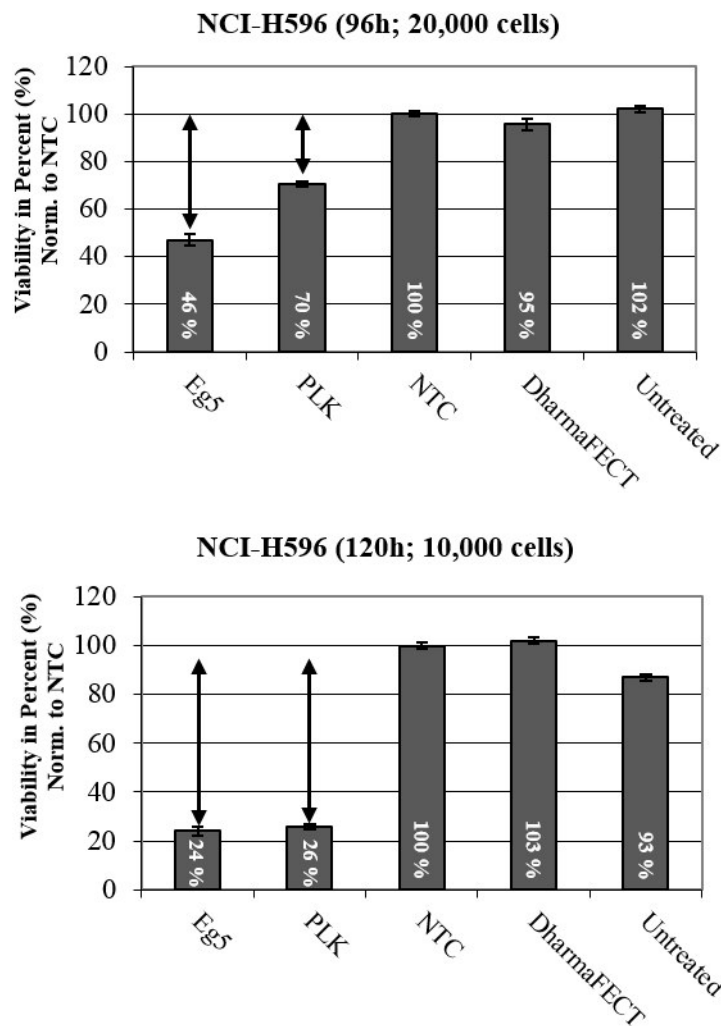 NCI-H596 (96h; 20,000 cells)
Viability in Percent (%)
Norm. to NTC
120
100
80
60
40
20
0
46 %
70 %
100 %
95 %
102 %
Eg5
PLK
NTC
DharmaFECT
Untreated
NCI-H596 (120h; 10,000 cells)
Viability in Percent (%)
Norm. to NTC
120
100
80
60
40
20
0
24 %
26 %
100 %
103 %
93 %
Eg5
PLK
NTC
DharmaFECT
Untreated